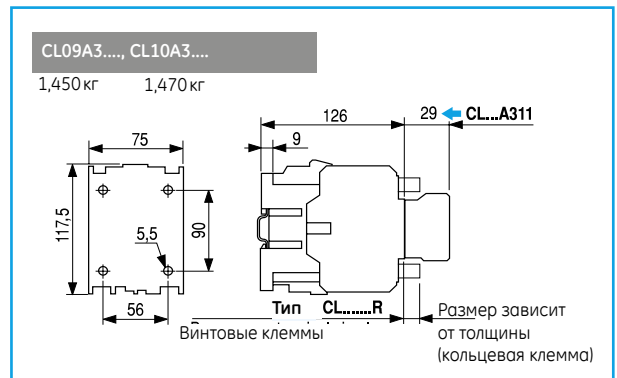 CL09A3...., CL10A3....
1,450 кг 1,470 кг
126 29 CL...A311
75 9
117,5
5,5 90
56
Тип CL.......R
Винтовые клеммы
Размер зависит
от толщины
(кольцевая клемма)